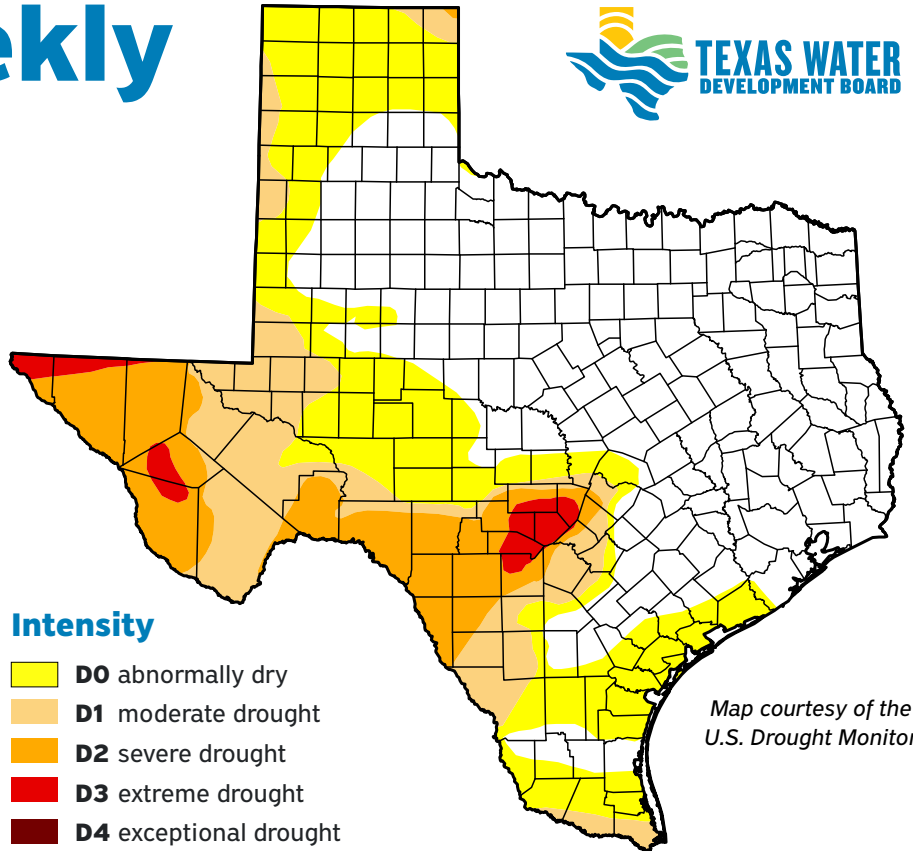 ekly
TEXAS WATER
DEVELOPMENT BOARD
Intensity
D0 abnormally dry
D1 moderate drought
D2 severe drought
D3 extreme drought
D4 exceptional drought
Map courtesy of the
U.S. Drought Monitor